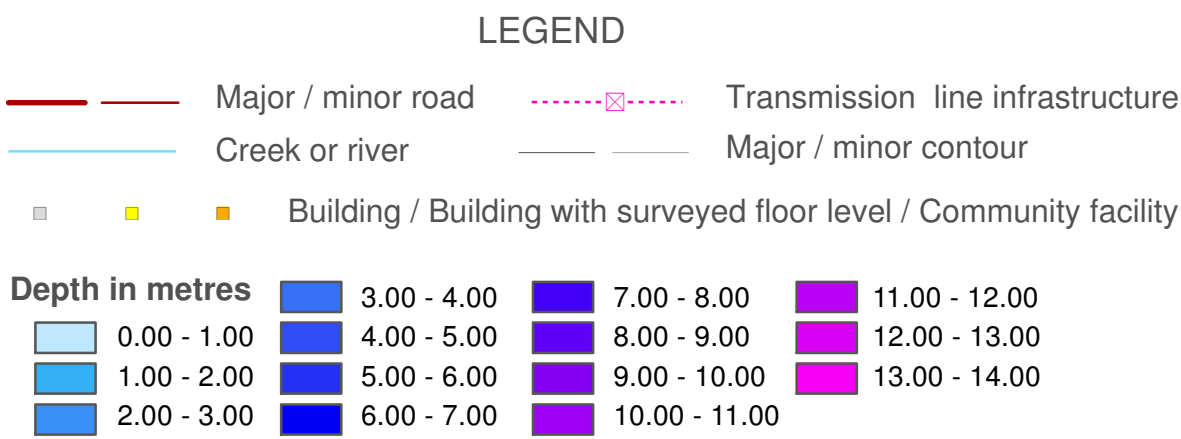 LEGEND
Major / minor road
Transmission line infrastructure
Creek or river
Major / minor contour
Building / Building with surveyed floor level / Community facility
Depth in metres
0.00 - 1.00
1.00 - 2.00
2.00 - 3.00
3.00 - 4.00
4.00 - 5.00
5.00 - 6.00
6.00 - 7.00
7.00 - 8.00
8.00 - 9.00
9.00 - 10.00
10.00 - 11.00
11.00 - 12.00
12.00 - 13.00
13.00 - 14.00